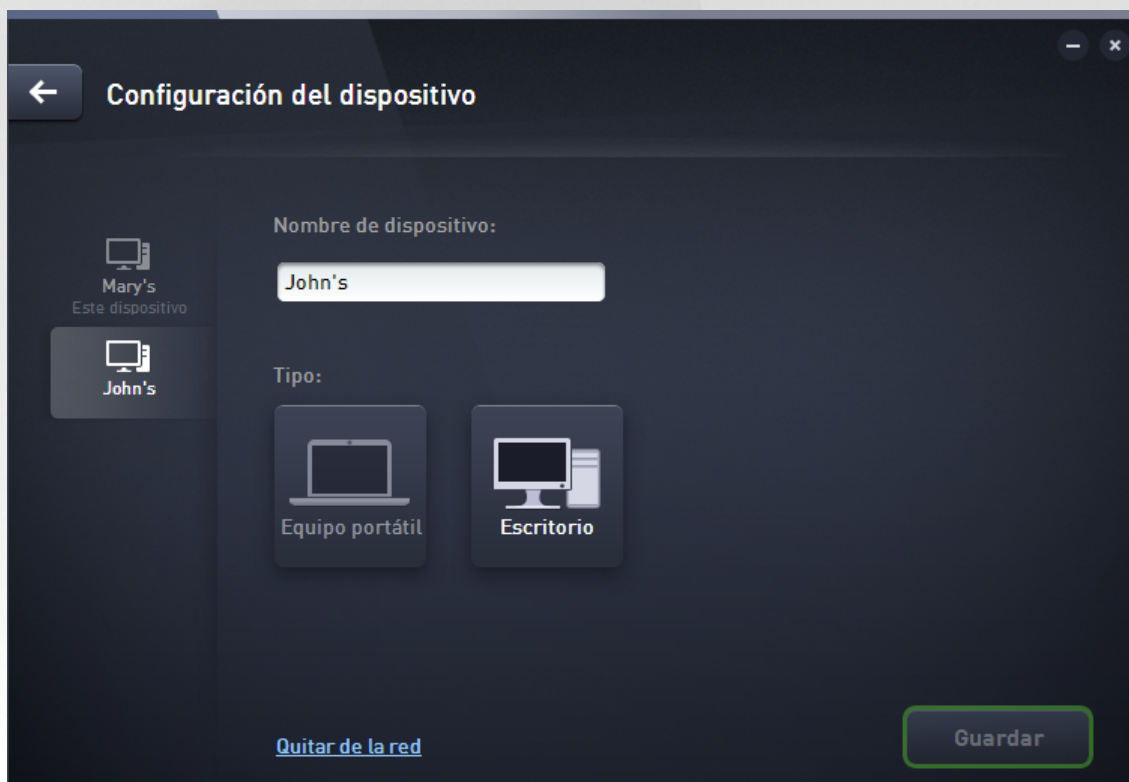 Configuración del dispositivo
Mary's
Este dispositivo
John's
Nombre de dispositivo:
John's
Tipo:
Equipo portátil
Escritorio
Quitar de la red
Guardar